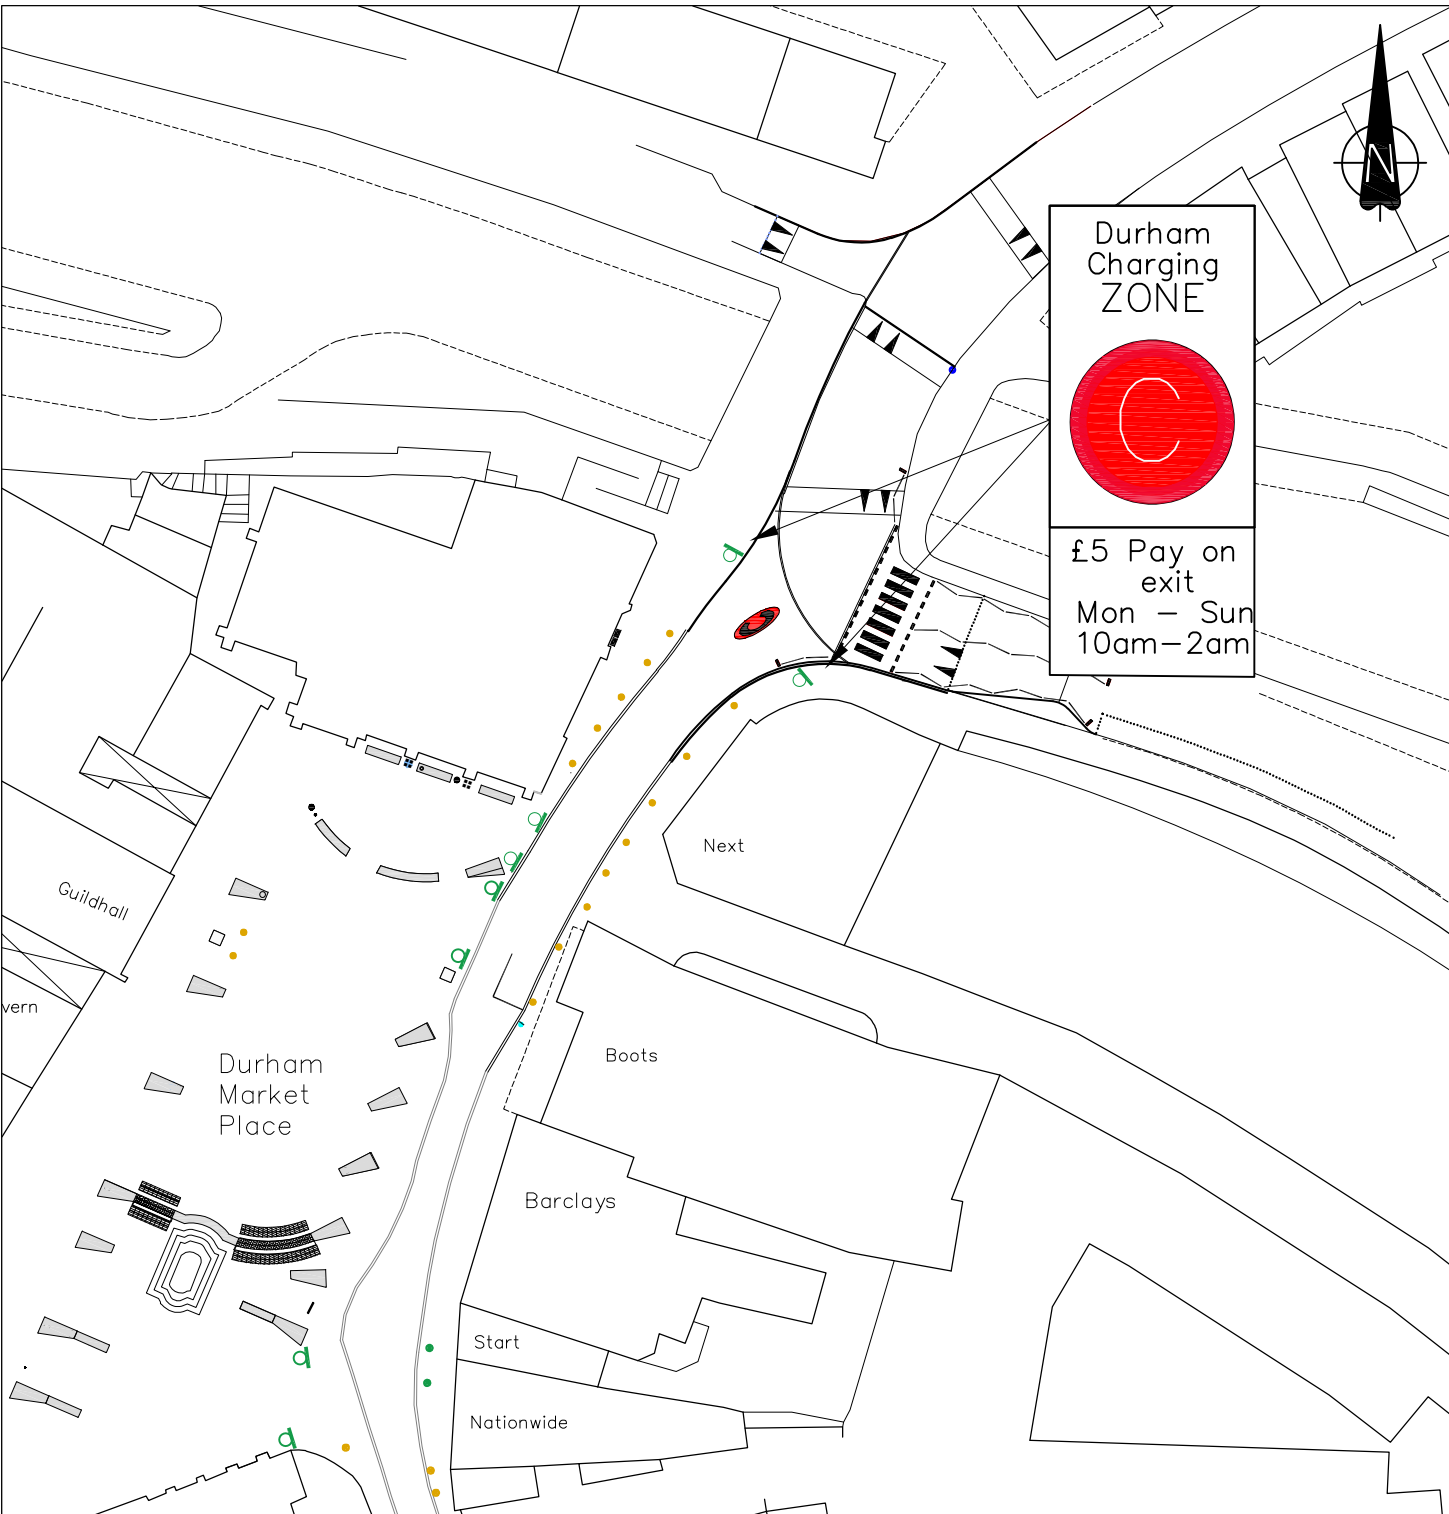 N
Durham
Charging
ZONE
C
£5 Pay on
exit
Mon - Sun
10am-2am
C
Next
Guildhall
vern
Boots
Durham
Market
Place
Barclays
Start
Nationwide